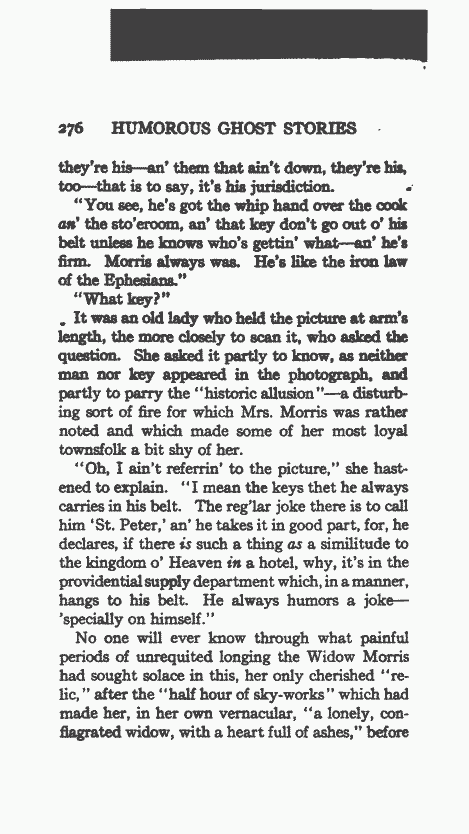 276 HUMOROUS GHOST STORIES
they're his—an' them that ain't down, they're his,
too—that is to say, it's his jurisdiction.
"You see, he's got the whip hand over the cook
an' the sto'eroom, an' that key don't go out o' his
belt unless he knows who's gettin' what—an' he's
firm. Morris always was. He's like the iron law
of the Ephesians."
"What key?"
It was an old lady who held the picture at arm's
length, the more closely to scan it, who asked the
question. She asked it partly to know, as neither
man nor key appeared in the photograph, and
partly to parry the "historic allusion"—a disturb-
ing sort of fire for which Mrs. Morris was rather
noted and which made some of her most loyal
townsfolk a bit shy of her.
"Oh, I ain't referrin' to the picture," she hast-
ened to explain. "I mean the keys thet he always
carries in his belt. The reg'lar joke there is to call
him 'St. Peter,' an' he takes it in good part, for, he
declares, if there is such a thing as a similitude to
the kingdom o' Heaven in a hotel, why, it's in the
providential supply department which, in a manner,
hangs to his belt. He always humors a joke—
'specially on himself."
No one will ever know through what painful
periods of unrequited longing the Widow Morris
had sought solace in this, her only cherished "re-
lic," after the "half hour of sky-works" which had
made her, in her own vernacular, "a lonely, con-
flagrated widow, with a heart full of ashes," before